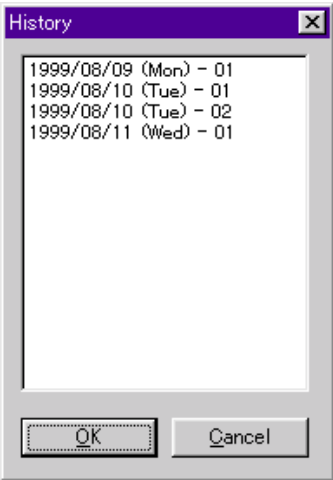 History
1999/08/09 (Mon) - 01
1999/08/10 (Tue) - 01
1999/08/10 (Tue) - 02
1999/08/11 (Wed) - 01
OK
Cancel